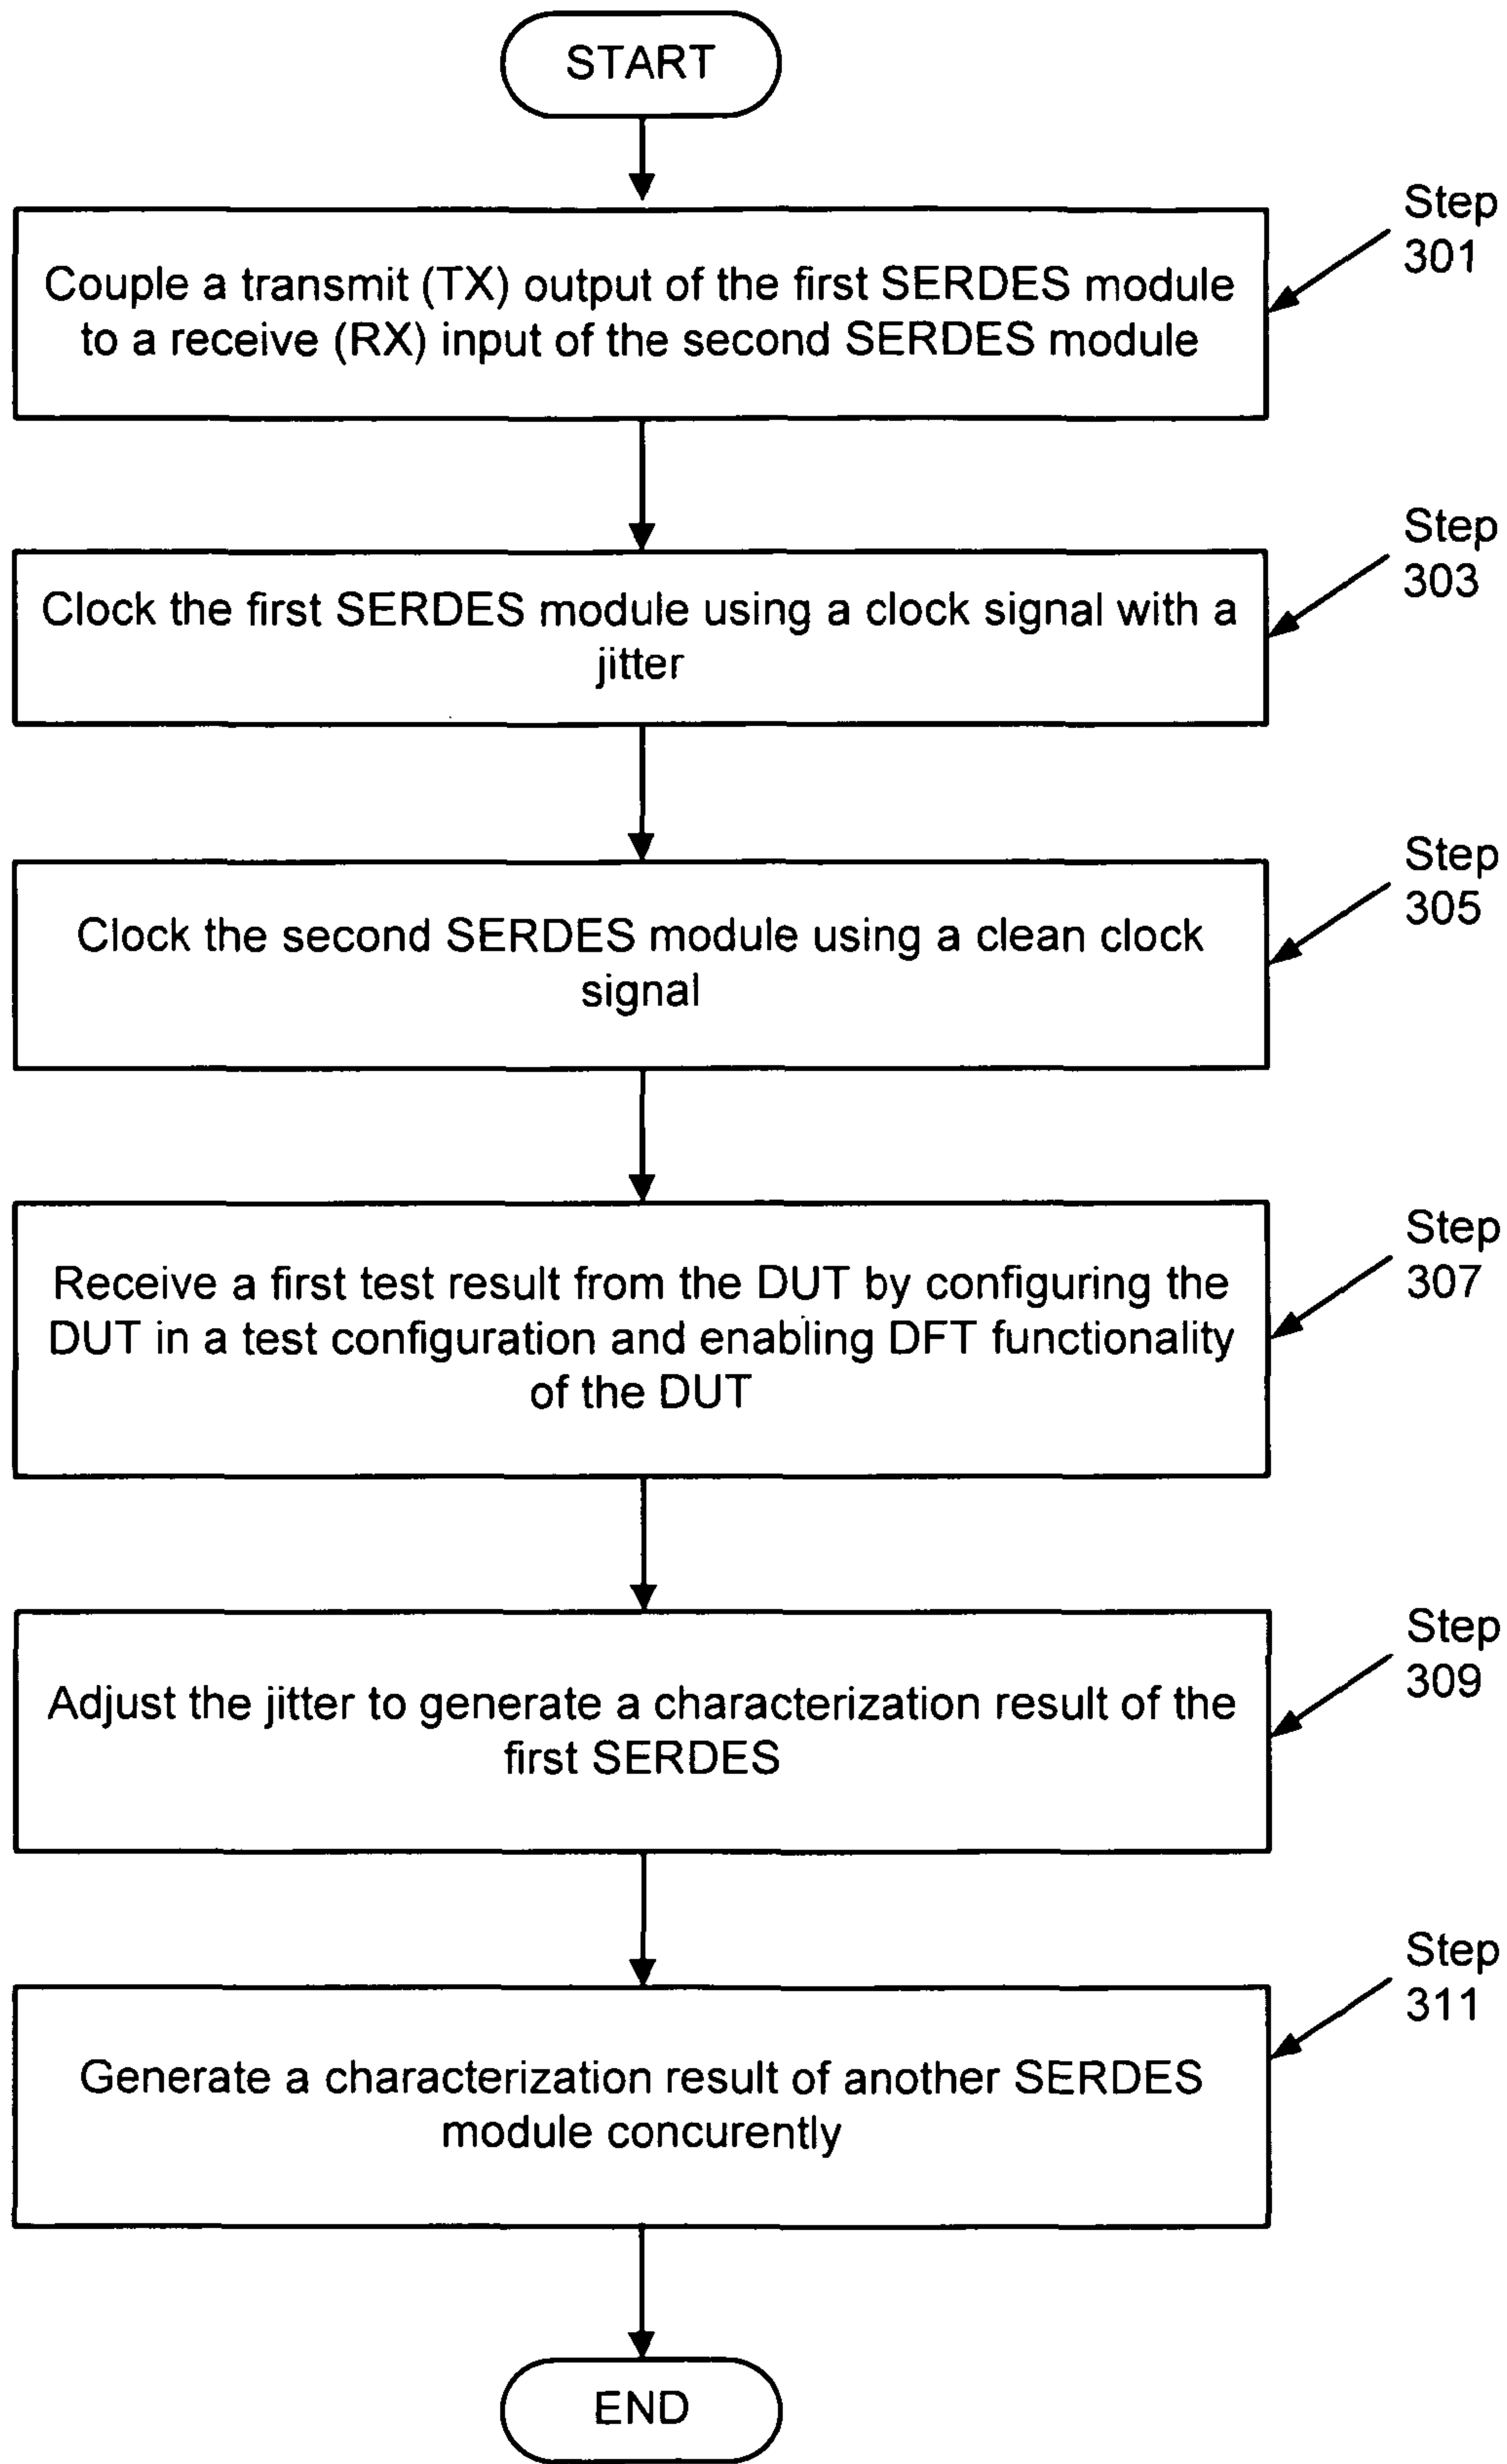 START
Step
301
Couple a transmit (TX) output of the first SERDES module
to a receive (RX) input of the second SERDES module
Step
303
Clock the first SERDES module using a clock signal with a
jitter
Step
305
Clock the second SERDES module using a clean clock
signal
Step
307
Receive a first test result from the DUT by configuring the
DUT in a test configuration and enabling DFT functionality
of the DUT
Step
309
Adjust the jitter to generate a characterization result of the
first SERDES
Step
311
Generate a characterization result of another SERDES
module concurently
END